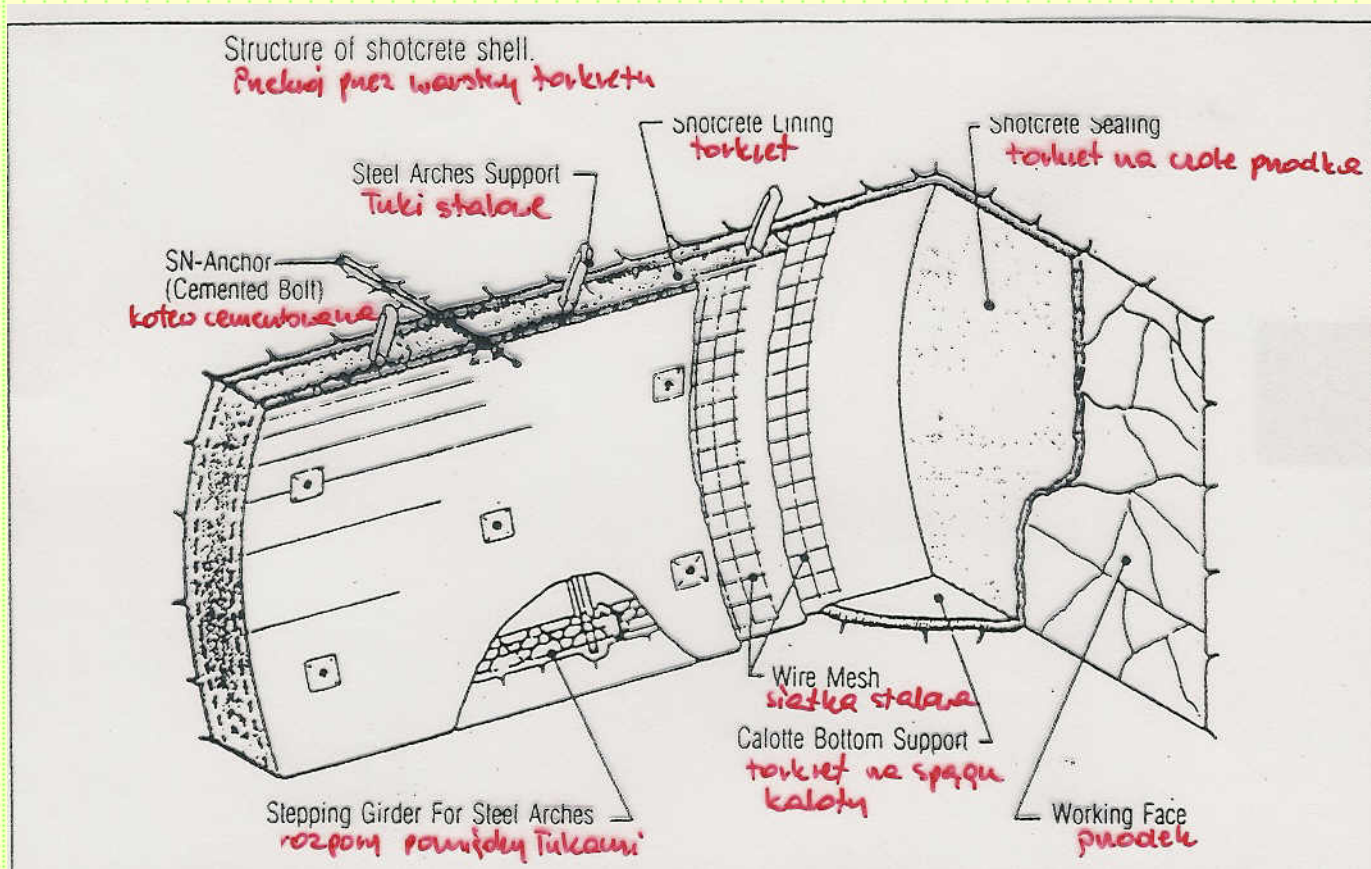 Structure of shotcrete shell.
Przekrój przez warstwy torkretu
Shotcrete Lining
torkret
Shotcrete Sealing
torkret na czole przodka
Steel Arches Support
Łuki stalowe
SN-Anchor
(Cemented Bolt)
kotew cementowana
Wire Mesh
siatka stalowa
Calotte Bottom Support
torkret na spągu
kaloty
Stepping Girder For Steel Arches
rozpory pomiędzy Łukami
Working Face
przodek